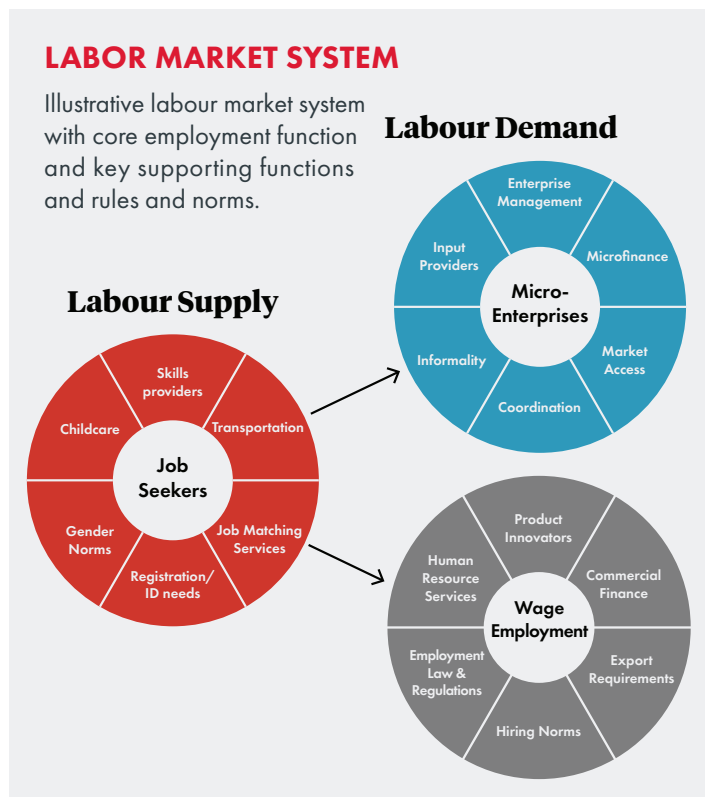 LABOR MARKET SYSTEM
Illustrative labour market system
with core employment function
and key supporting functions
and rules and norms.
Labour Demand
Enterprise
Management
Microfinance
Market
Access
Coordination
Informality
Input
Providers
Micro-
Enterprises
Labour Supply
Skills
providers
Transportation
Job Matching
Services
Registration/
ID needs
Gender
Norms
Childcare
Job
Seekers
Product
Innovators
Commercial
Finance
Export
Requirements
Hiring Norms
Employment
Law &
Regulations
Human
Resource
Services
Wage
Employment